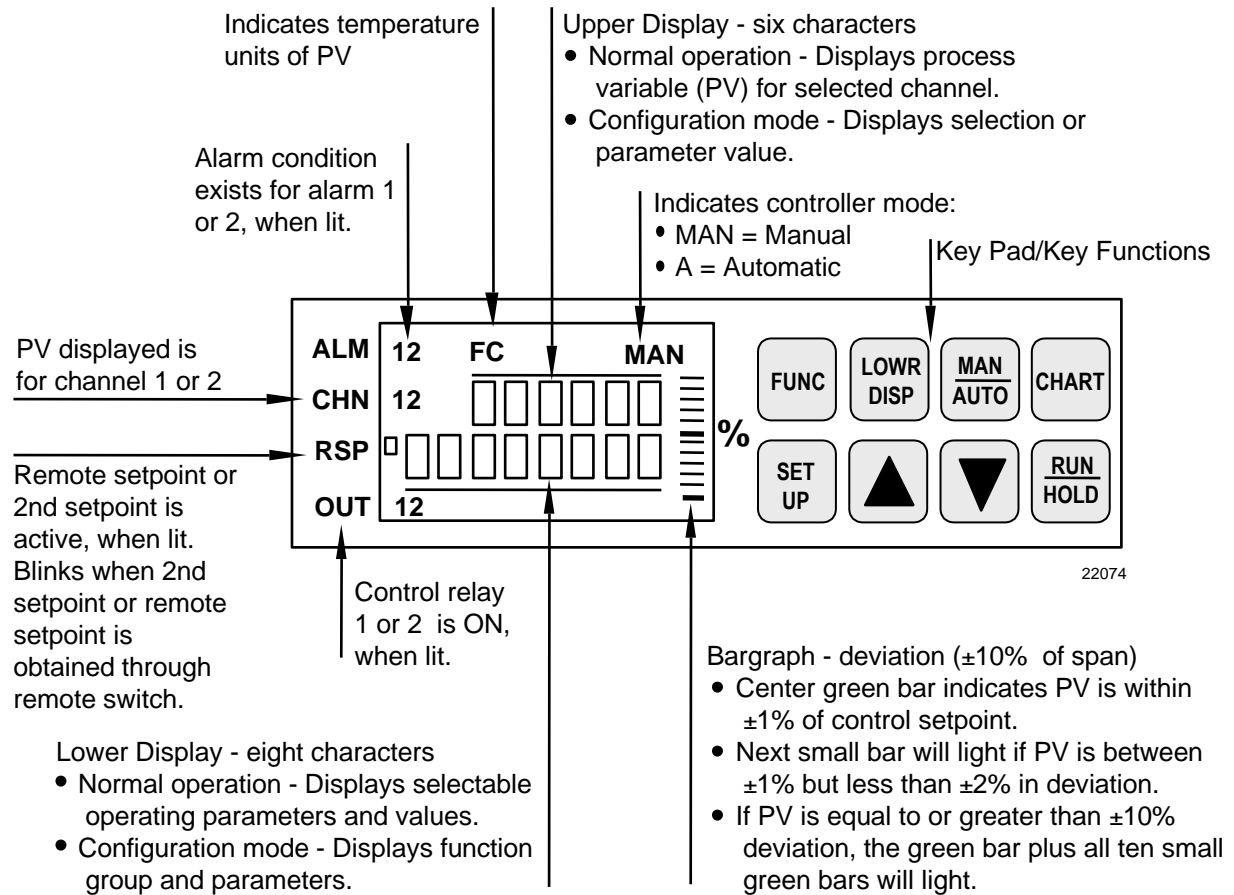 Indicates temperature
units of PV
Upper Display - six characters
• Normal operation - Displays process
variable (PV) for selected channel.
• Configuration mode - Displays selection or
parameter value.
Alarm condition
exists for alarm 1
or 2, when lit.
Indicates controller mode:
• MAN = Manual
• A = Automatic
Key Pad/Key Functions
PV displayed is
for channel 1 or 2
Remote setpoint or
2nd setpoint is
active, when lit.
Blinks when 2nd
setpoint or remote
setpoint is
obtained through
remote switch.
ALM 12 FC MAN
CHN 12
RSP
OUT 12
%
FUNC
LOWR
DISP
MAN
AUTO
CHART
SET
UP
RUN
HOLD
22074
Control relay
1 or 2 is ON,
when lit.
Lower Display - eight characters
• Normal operation - Displays selectable
operating parameters and values.
• Configuration mode - Displays function
group and parameters.
Bargraph - deviation (±10% of span)
• Center green bar indicates PV is within
±1% of control setpoint.
• Next small bar will light if PV is between
±1% but less than ±2% in deviation.
• If PV is equal to or greater than ±10%
deviation, the green bar plus all ten small
green bars will light.